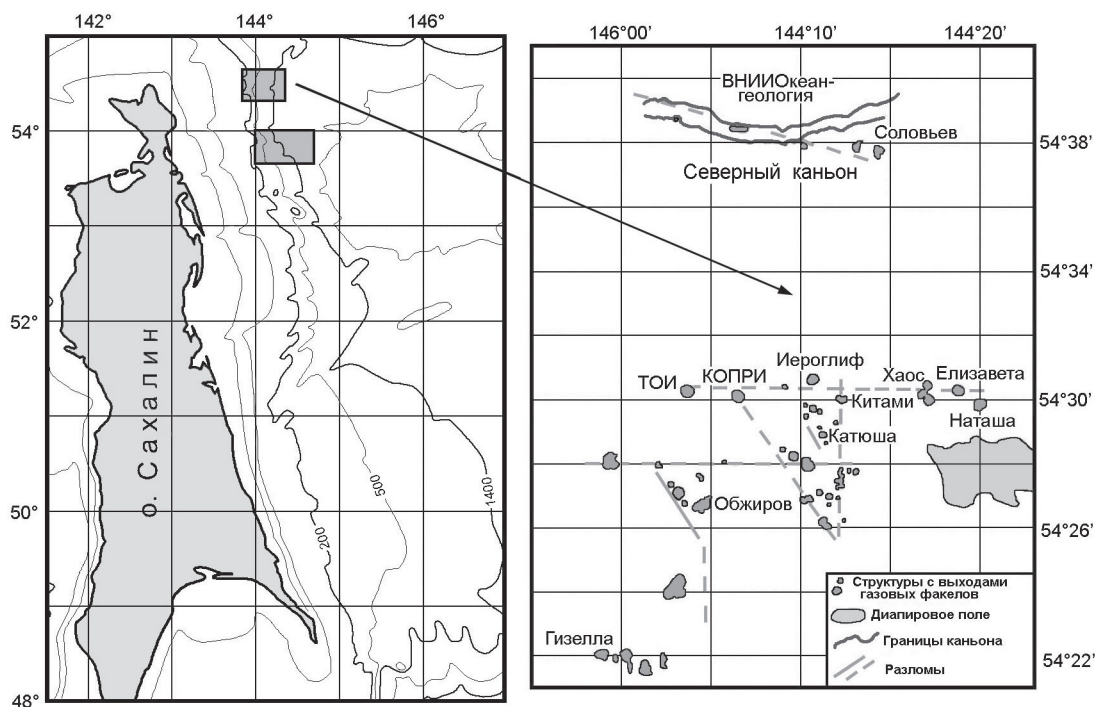 142°
144°
146°
54°
52°
50°
48°
о. Сахалин
200
500
1400
146°00'
144°10'
144°20'
54°38'
54°34'
54°30'
54°26'
54°22'
ВНИИОкеан-
геология
Соловьев
Северный каньон
Иероглиф
ТОИ
КОПРИ
Хаос
Елизавета
Китами
Наташа
Катюша
Обжиров
Гизелла
Структуры с выходами
газовых факелов
Диапировое поле
Границы каньона
Разломы